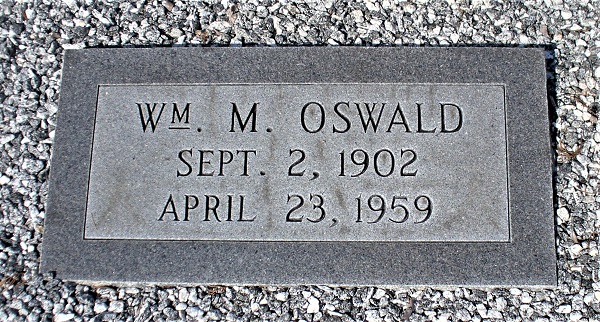 WM. M. OSWALD
SEPT. 2, 1902
APRIL 23, 1959